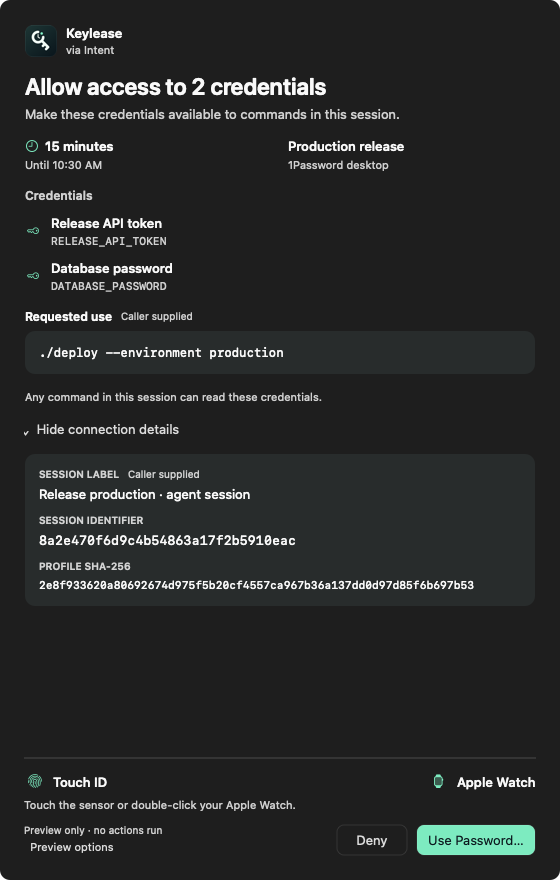 Keylease
via Intent
Allow access to 2 credentials
Make these credentials available to commands in this session.
15 minutes
Until 10:30 AM
Production release
1Password desktop
Credentials
Release API token
RELEASE_API_TOKEN
Database password
DATABASE_PASSWORD
Requested use Caller supplied
./deploy --environment production
Any command in this session can read these credentials.
Hide connection details
SESSION LABEL Caller supplied
Release production · agent session
SESSION IDENTIFIER
8a2e470f6d9c4b54863a17f2b5910eac
PROFILE SHA-256
2e8f933620a80692674d975f5b20cf4557ca967b36a137dd0d97d85f6b697b53
Touch ID
Apple Watch
Touch the sensor or double-click your Apple Watch.
Preview only · no actions run
Preview options
Deny
Use Password...